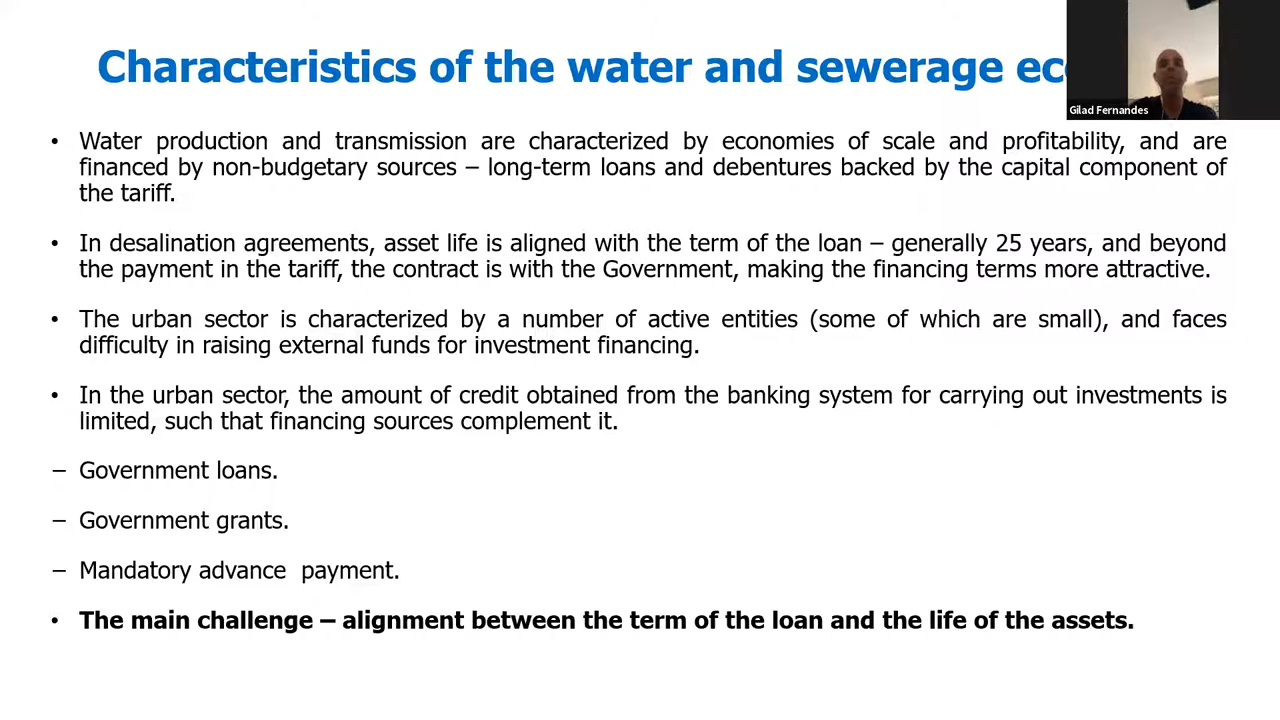 Characteristics of the water and sewerage
Gilad Fernandes
• Water production and transmission are characterized by economies of scale and profitability, and are
financed by non-budgetary sources – long-term loans and debentures backed by the capital component of
the tariff.
• In desalination agreements, asset life is aligned with the term of the loan – generally 25 years, and beyond
the payment in the tariff, the contract is with the Government, making the financing terms more attractive.
• The urban sector is characterized by a number of active entities (some of which are small), and faces
difficulty in raising external funds for investment financing.
• In the urban sector, the amount of credit obtained from the banking system for carrying out investments is
limited, such that financing sources complement it.
– Government loans.
– Government grants.
– Mandatory advance  payment.
• The main challenge – alignment between the term of the loan and the life of the assets.